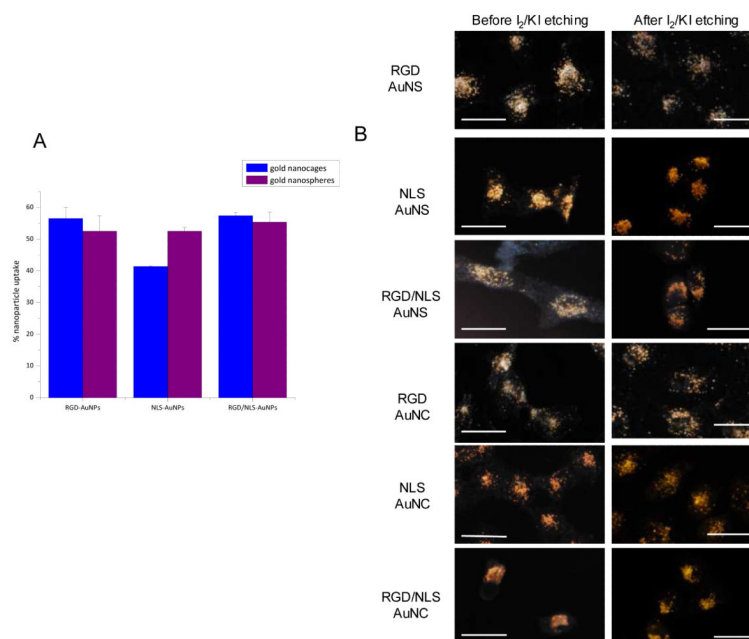 A
gold nanocages
gold nanospheres
% nanoparticle uptake
60
50
40
30
20
10
0
RGD-AuNPs NLS-AuNPs RGD/NLS-AuNPs
B
Before I₂/KI etching After I₂/KI etching
RGD
AuNS
NLS
AuNS
RGD/NLS
AuNS
RGD
AuNC
NLS
AuNC
RGD/NLS
AuNC